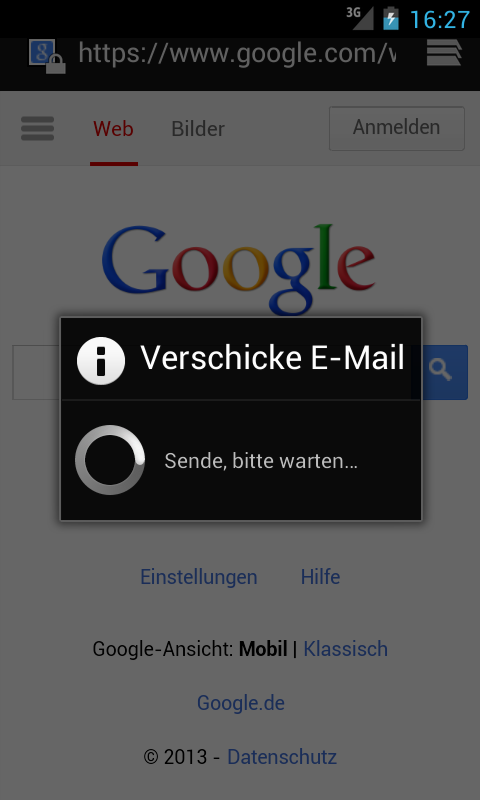 3G 16:27
https://www.google.com/
Web Bilder Anmelden
Google
Verschicke E-Mail
Sende, bitte warten...
Einstellungen Hilfe
Google-Ansicht: Mobil | Klassisch
Google.de
© 2013 - Datenschutz